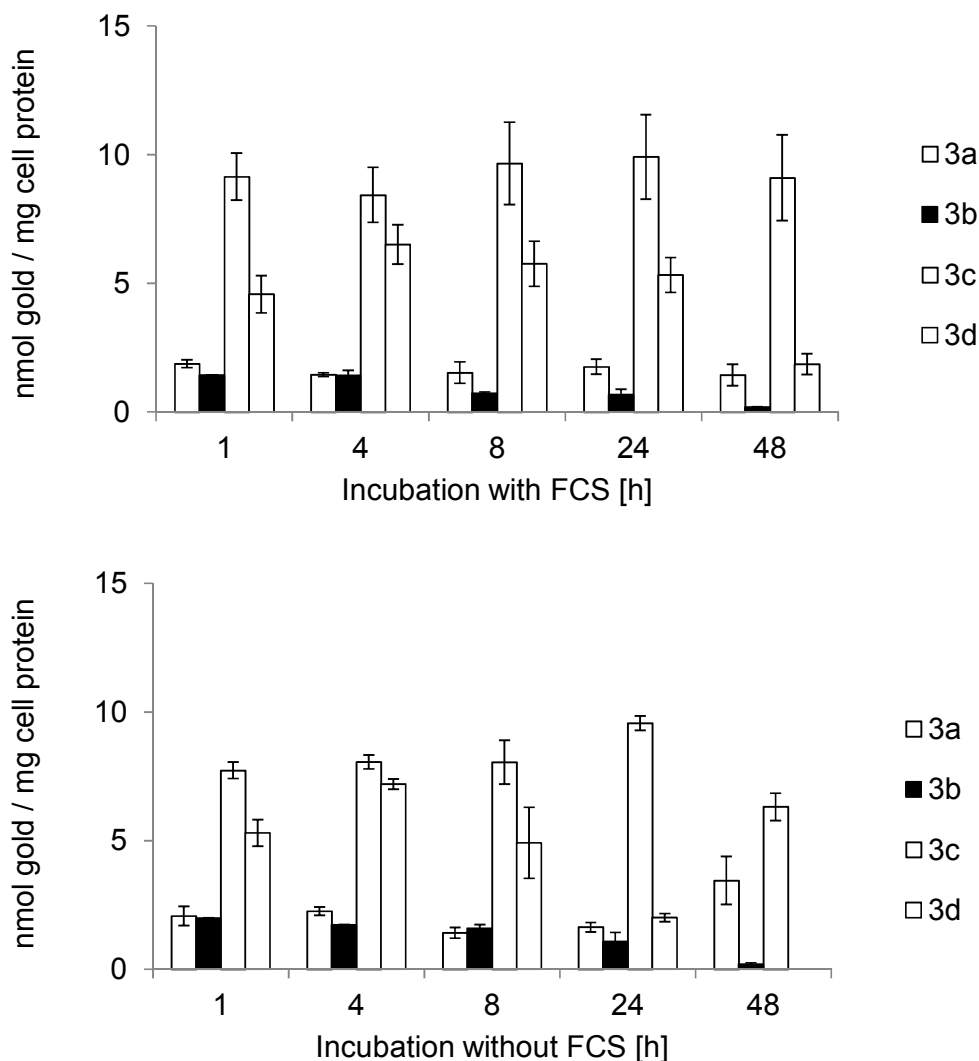 nmol gold / mg cell protein
15
10
5
0
1 4 8 24 48
Incubation with FCS [h]
3a
3b
3c
3d
nmol gold / mg cell protein
15
10
5
0
1 4 8 24 48
Incubation without FCS [h]
3a
3b
3c
3d